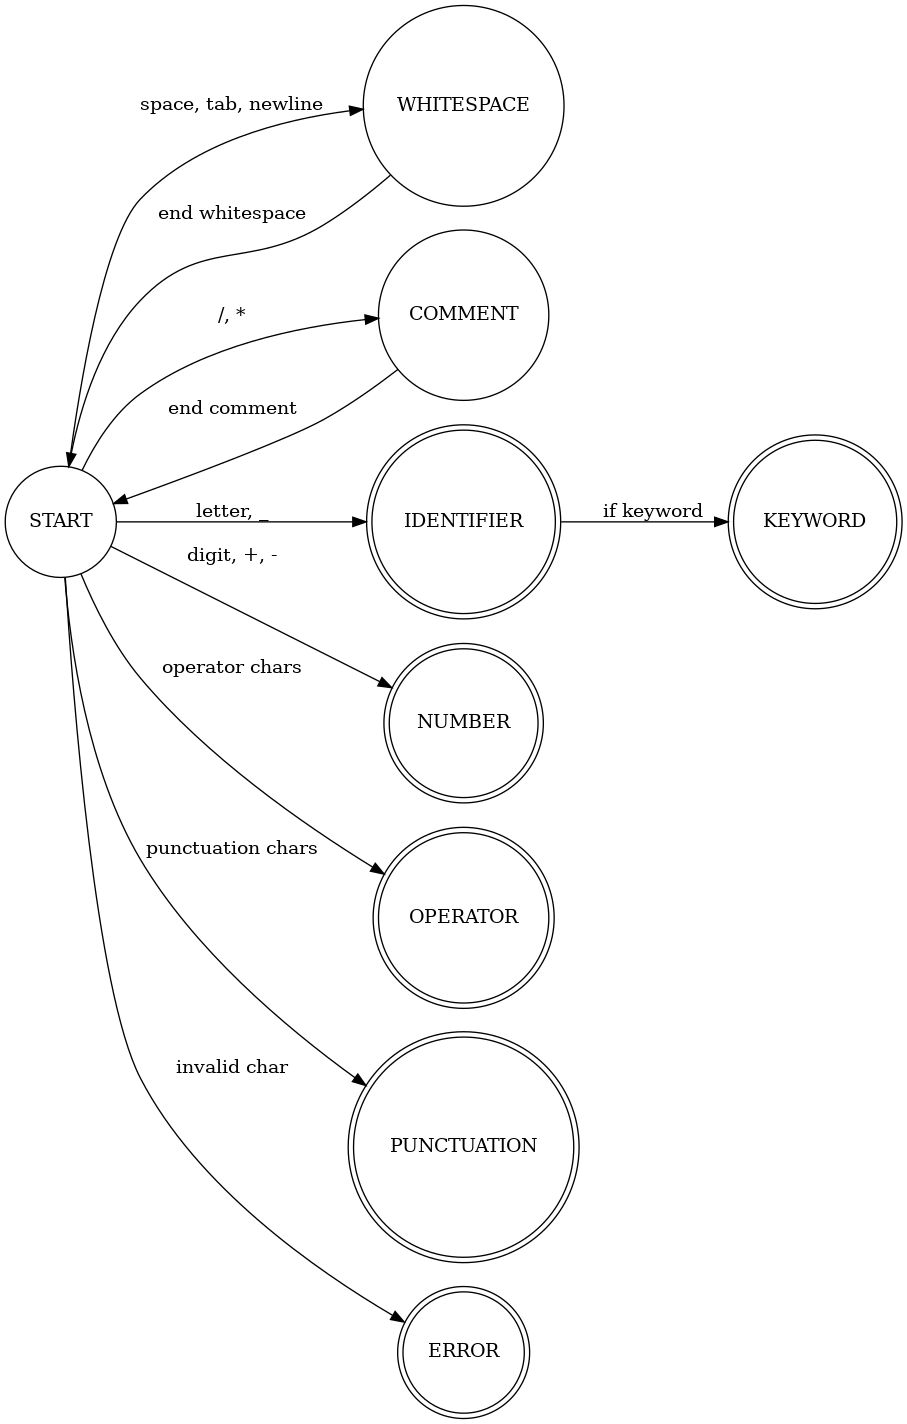 WHITESPACE
space, tab, newline
end whitespace
/, *
COMMENT
end comment
START
letter, _
IDENTIFIER
if keyword
KEYWORD
digit, +, -
operator chars
NUMBER
punctuation chars
OPERATOR
invalid char
PUNCTUATION
ERROR